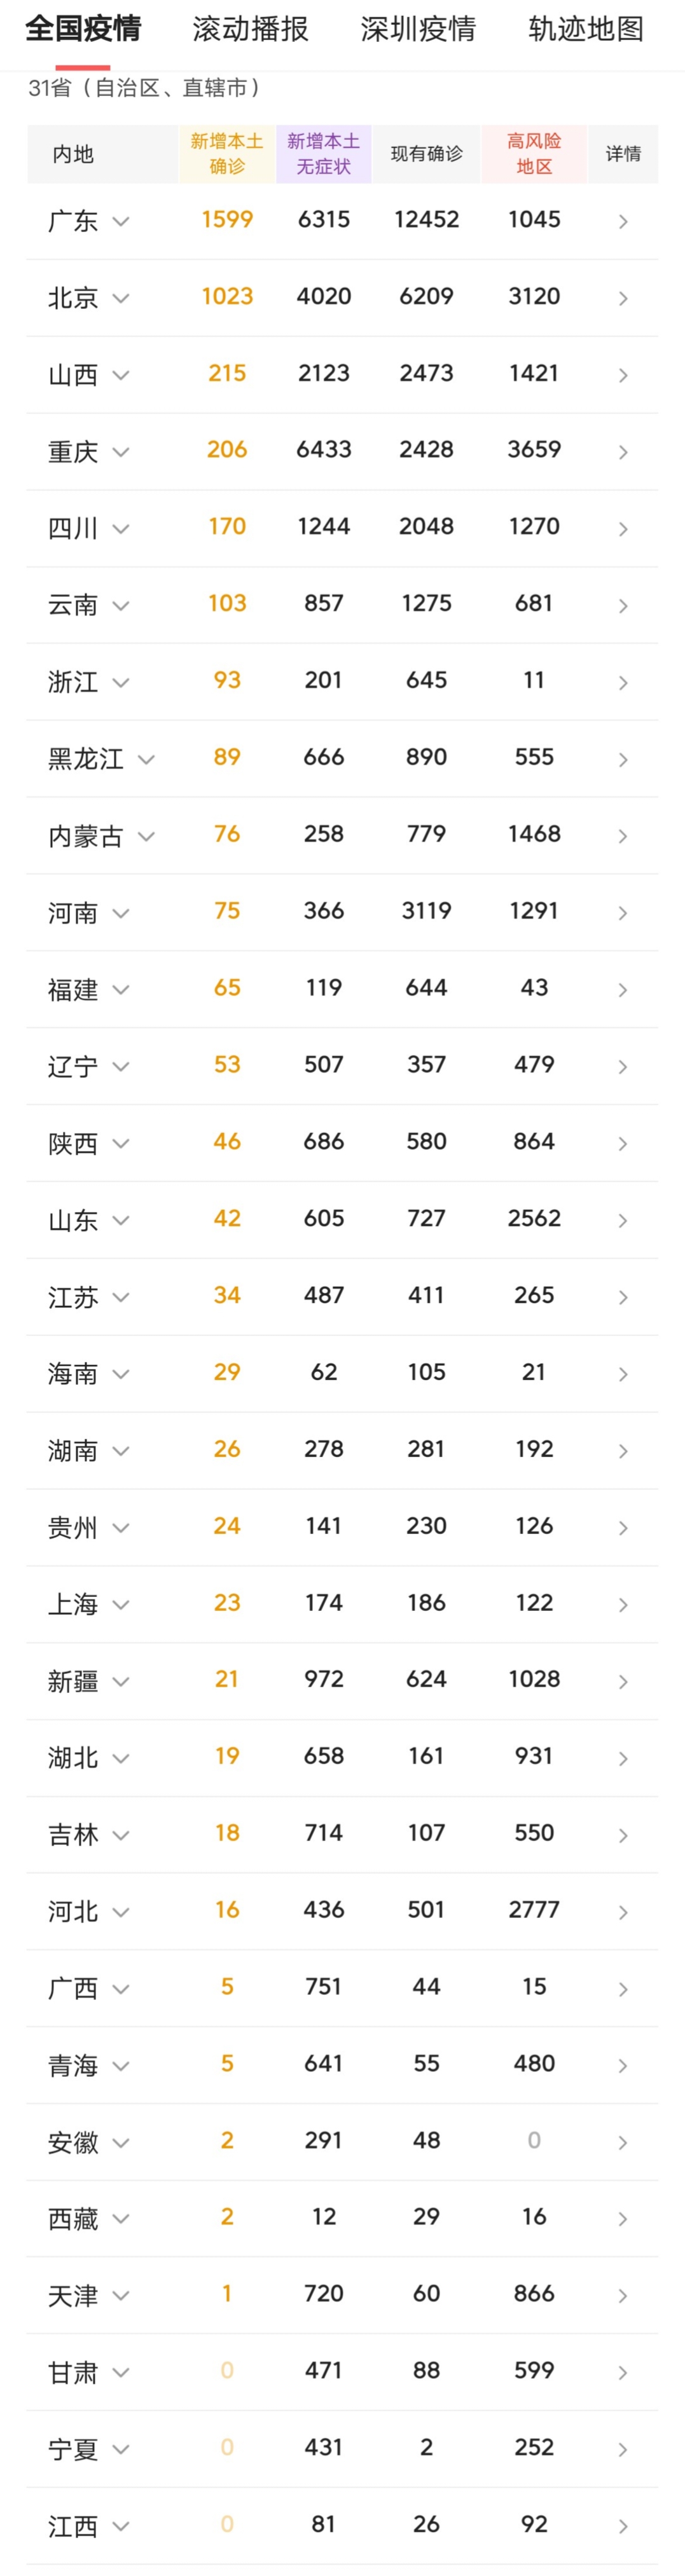 全国疫情 滚动播报 深圳疫情 轨迹地图
31省（自治区、直辖市）
内地 新增本土确诊 新增本土无症状 现有确诊 高风险地区 详情
广东 1599 6315 12452 1045
北京 1023 4020 6209 3120
山西 215 2123 2473 1421
重庆 206 6433 2428 3659
四川 170 1244 2048 1270
云南 103 857 1275 681
浙江 93 201 645 11
黑龙江 89 666 890 555
内蒙古 76 258 779 1468
河南 75 366 3119 1291
福建 65 119 644 43
辽宁 53 507 357 479
陕西 46 686 580 864
山东 42 605 727 2562
江苏 34 487 411 265
海南 29 62 105 21
湖南 26 278 281 192
贵州 24 141 230 126
上海 23 174 186 122
新疆 21 972 624 1028
湖北 19 658 161 931
吉林 18 714 107 550
河北 16 436 501 2777
广西 5 751 44 15
青海 5 641 55 480
安徽 2 291 48 0
西藏 2 12 29 16
天津 1 720 60 866
甘肃 0 471 88 599
宁夏 0 431 2 252
江西 0 81 26 92